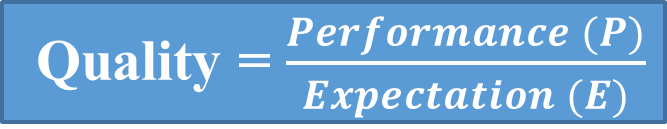 Quality = Performance (P)
Expectation (E)